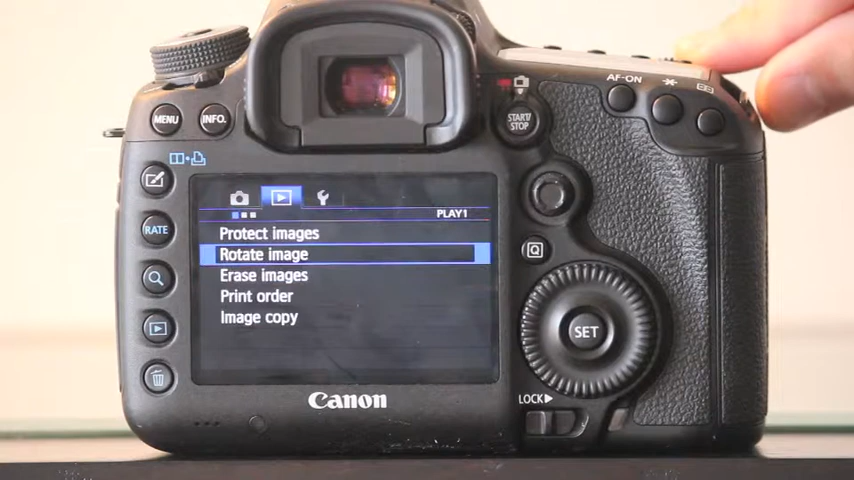 AF-ON
MENU
INFO.
START/
STOP
RATE
PLAY1
Protect images
Rotate image
Erase images
Print order
Image copy
Q
SET
Canon
LOCK